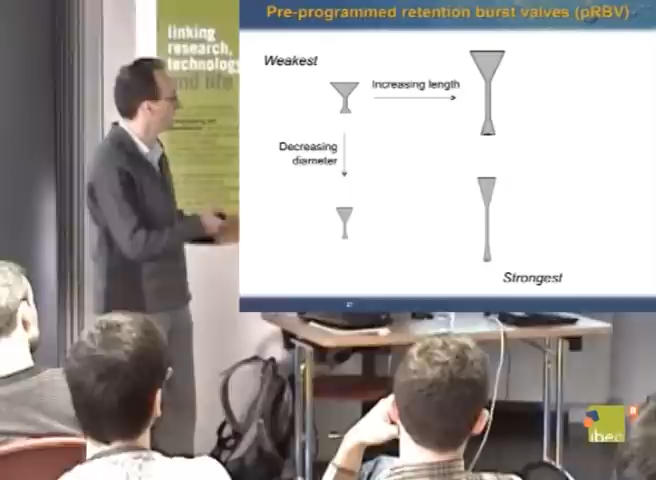 Pre-programmed retention burst valves (pRBV)
linking
research,
technology
and life
Weakest
Increasing length
Decreasing
diameter
Strongest
ibec